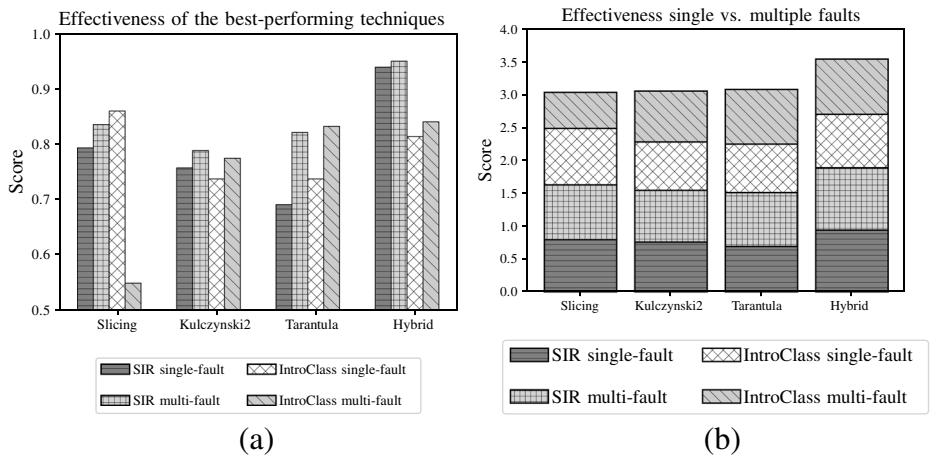 Effectiveness of the best-performing techniques
1.0
0.9
0.8
0.7
0.6
0.5
Score
Slicing Kulczynski2 Tarantula Hybrid
SIR single-fault IntroClass single-fault
SIR multi-fault IntroClass multi-fault
(a)
Effectiveness single vs. multiple faults
4.0
3.5
3.0
2.5
2.0
1.5
1.0
0.5
0.0
Score
Slicing Kulczynski2 Tarantula Hybrid
SIR single-fault IntroClass single-fault
SIR multi-fault IntroClass multi-fault
(b)